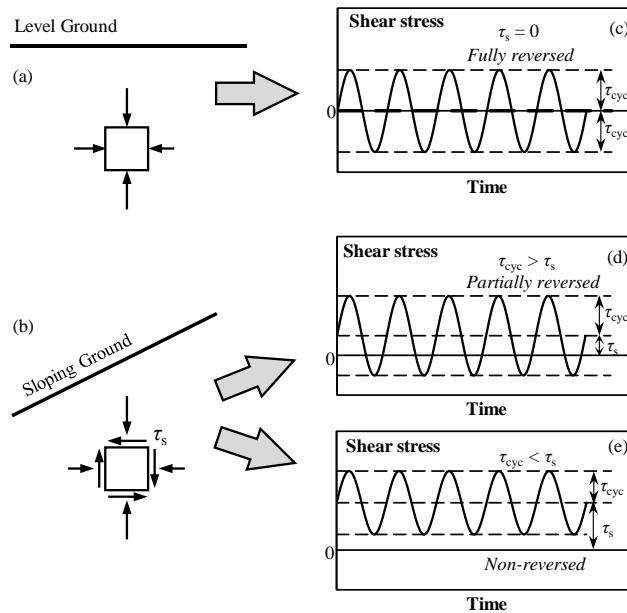 Level Ground
(a)
Shear stress
(c)
τs = 0
Fully reversed
τcyc
0
τcyc
Time
(b)
Sloping Ground
τs
Shear stress
(d)
τcyc > τs
Partially reversed
τcyc
τs
0
Time
Shear stress
(e)
τcyc < τs
τcyc
τs
0
Non-reversed
Time